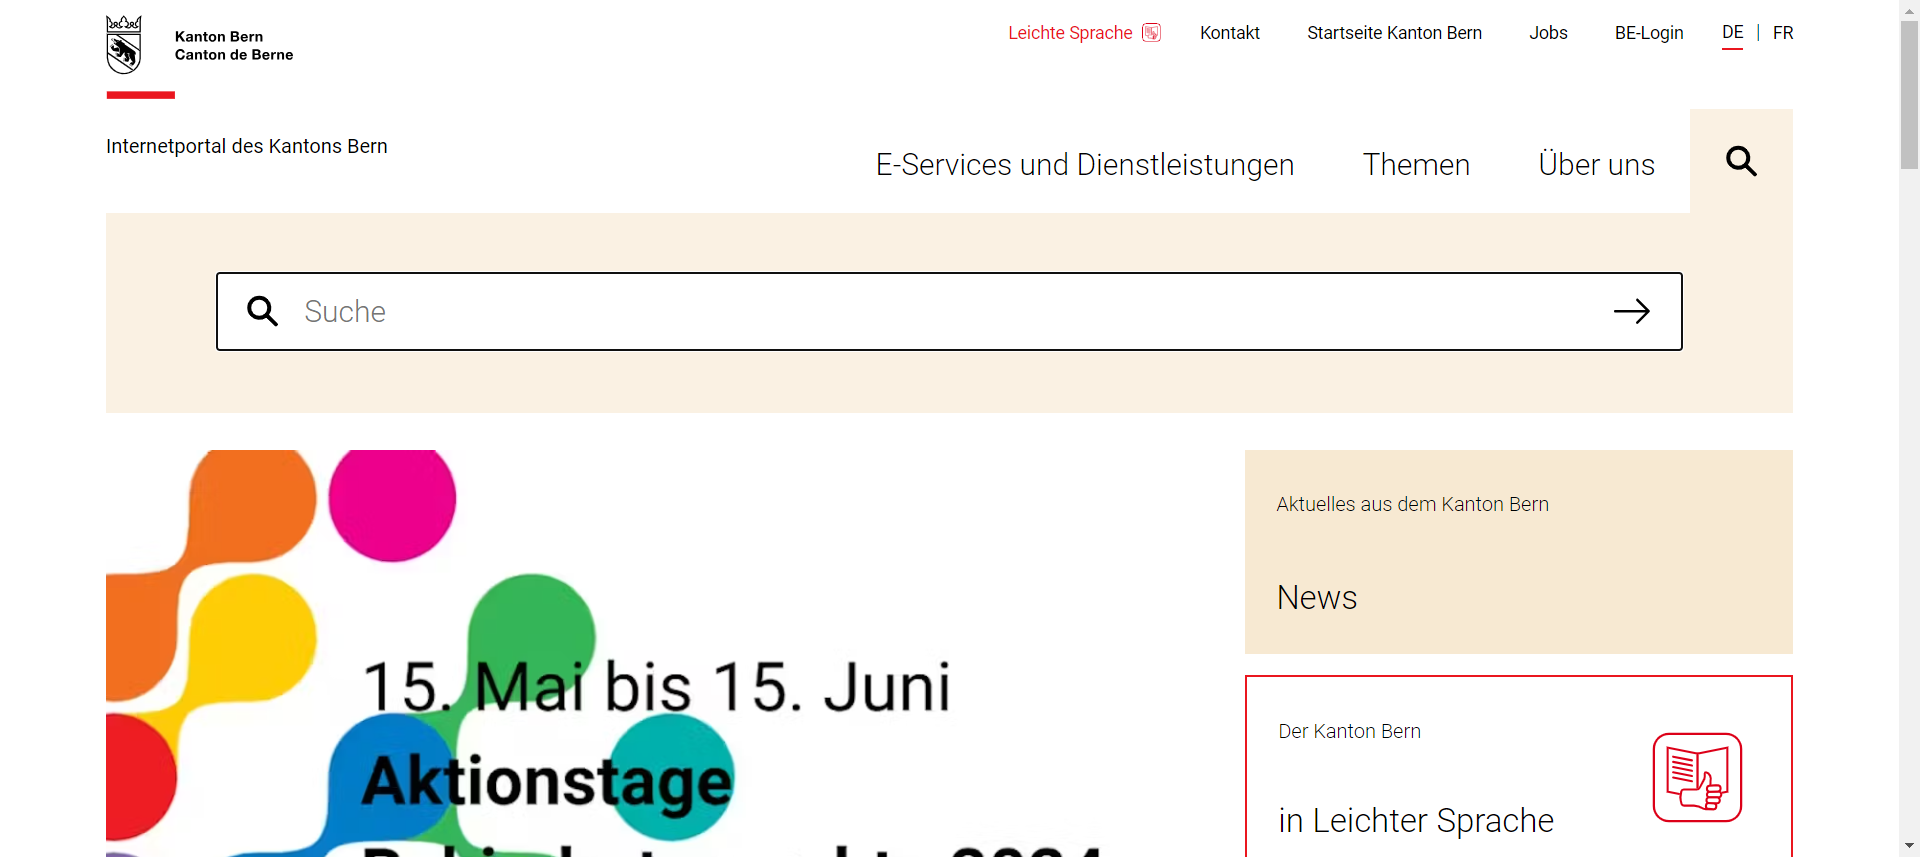 Kanton Bern
Canton de Berne
Leichte Sprache
Kontakt
Startseite Kanton Bern
Jobs
BE-Login
DE | FR
Internetportal des Kantons Bern
E-Services und Dienstleistungen
Themen
Über uns
Suche
15. Mai bis 15. Juni
Aktionstage
Aktuelles aus dem Kanton Bern
News
Der Kanton Bern
in Leichter Sprache